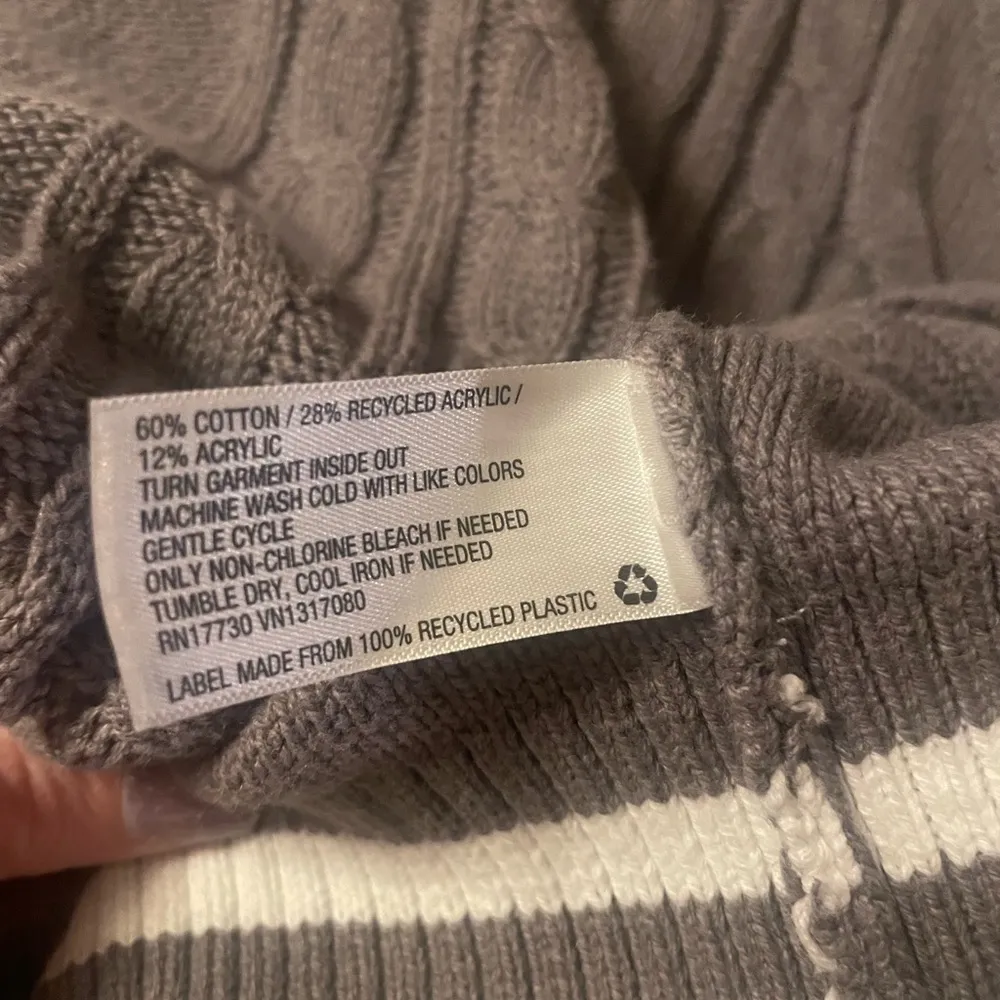 60% COTTON / 28% RECYCLED ACRYLIC /
12% ACRYLIC
TURN GARMENT INSIDE OUT
MACHINE WASH COLD WITH LIKE COLORS
GENTLE CYCLE
ONLY NON-CHLORINE BLEACH IF NEEDED
TUMBLE DRY, COOL IRON IF NEEDED
RN17730 VN1317080
LABEL MADE FROM 100% RECYCLED PLASTIC